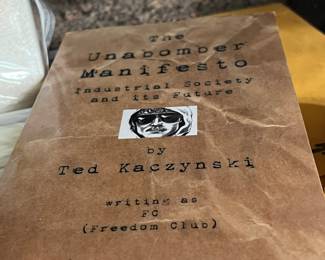 The
Unabomber
Manifesto
Industrial Society
and its Future
by
Ted Kaczynski
writing as
FC
(Freedom Club)